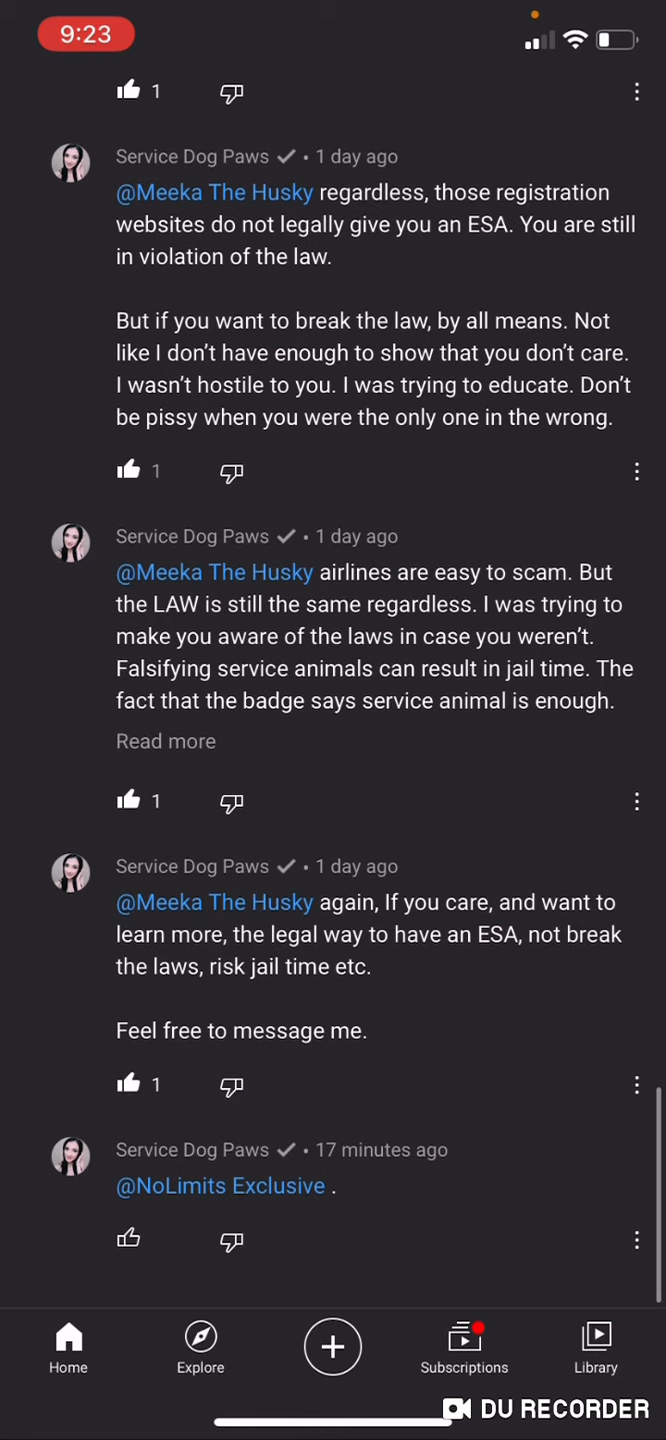 9:23
1
Service Dog Paws • 1 day ago
@Meeka The Husky regardless, those registration
websites do not legally give you an ESA. You are still
in violation of the law.
But if you want to break the law, by all means. Not
like I don’t have enough to show that you don’t care.
I wasn’t hostile to you. I was trying to educate. Don’t
be pissy when you were the only one in the wrong.
1
Service Dog Paws • 1 day ago
@Meeka The Husky airlines are easy to scam. But
the LAW is still the same regardless. I was trying to
make you aware of the laws in case you weren’t.
Falsifying service animals can result in jail time. The
fact that the badge says service animal is enough.
Read more
1
Service Dog Paws • 1 day ago
@Meeka The Husky again, If you care, and want to
learn more, the legal way to have an ESA, not break
the laws, risk jail time etc.
Feel free to message me.
1
Service Dog Paws • 17 minutes ago
@NoLimits Exclusive .
Home Explore Subscriptions Library
DU RECORDER